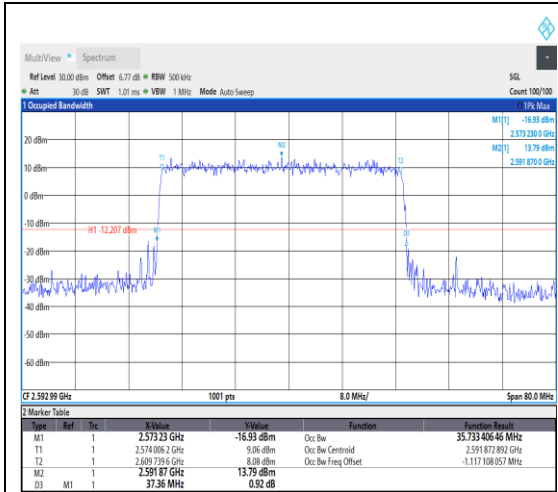 MultiView Spectrum
Ref Level 30.00 dBm Offset 6.77 dB RBW 500 kHz SGL
Att 30 dB SWT 1.01 ms VBW 1 MHz Mode Auto Sweep Count 100/100
1 Occupied Bandwidth 1Pk Max
M1[1] -16.93 dBm
2.573 230 0 GHz
M2[1] 13.79 dBm
2.591 870 0 GHz
20 dBm
M2
T1 T2
10 dBm
0 dBm
-10 dBm
H1 -12.207 dBm M1 D3
-20 dBm
-30 dBm
-40 dBm
-50 dBm
-60 dBm
CF 2.592 99 GHz 1001 pts 8.0 MHz/ Span 80.0 MHz
2 Marker Table
Type Ref Trc X-Value Y-Value Function Function Result
M1 1 2.573 23 GHz -16.93 dBm Occ Bw 35.733 406 46 MHz
T1 1 2.574 006 2 GHz 9.06 dBm Occ Bw Centroid 2.591 872 892 GHz
T2 1 2.609 739 6 GHz 8.08 dBm Occ Bw Freq Offset -1.117 108 057 MHz
M2 1 2.591 87 GHz 13.79 dBm
D3 M1 1 37.36 MHz 0.92 dB